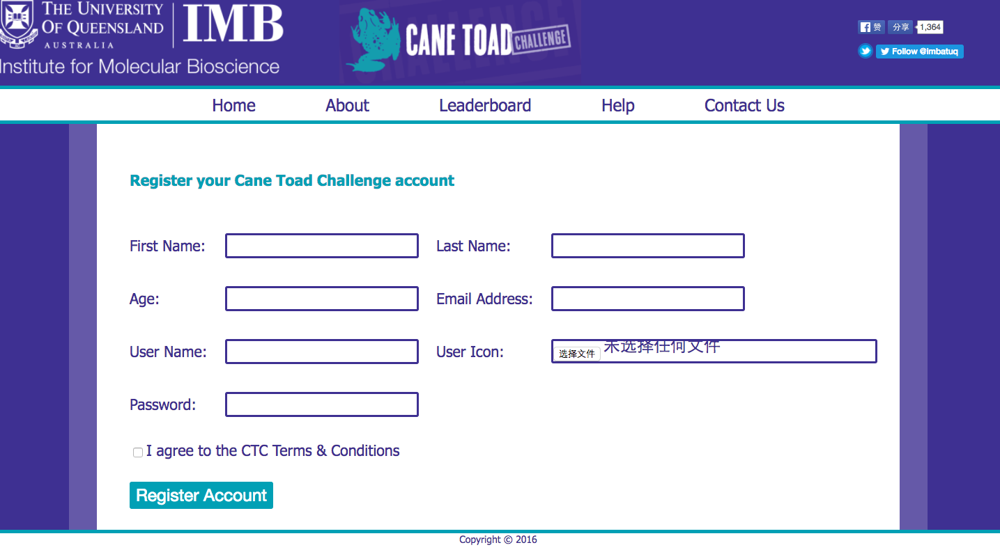 THE UNIVERSITY
OF QUEENSLAND
AUSTRALIA
IMB
Institute for Molecular Bioscience
CANE TOAD CHALLENGE
赞 分享 1,364
Follow @imbatuq
Home About Leaderboard Help Contact Us
Register your Cane Toad Challenge account
First Name: Last Name:
Age: Email Address:
User Name: User Icon: 选择文件 未选择任何文件
Password:
I agree to the CTC Terms & Conditions
Register Account
Copyright © 2016